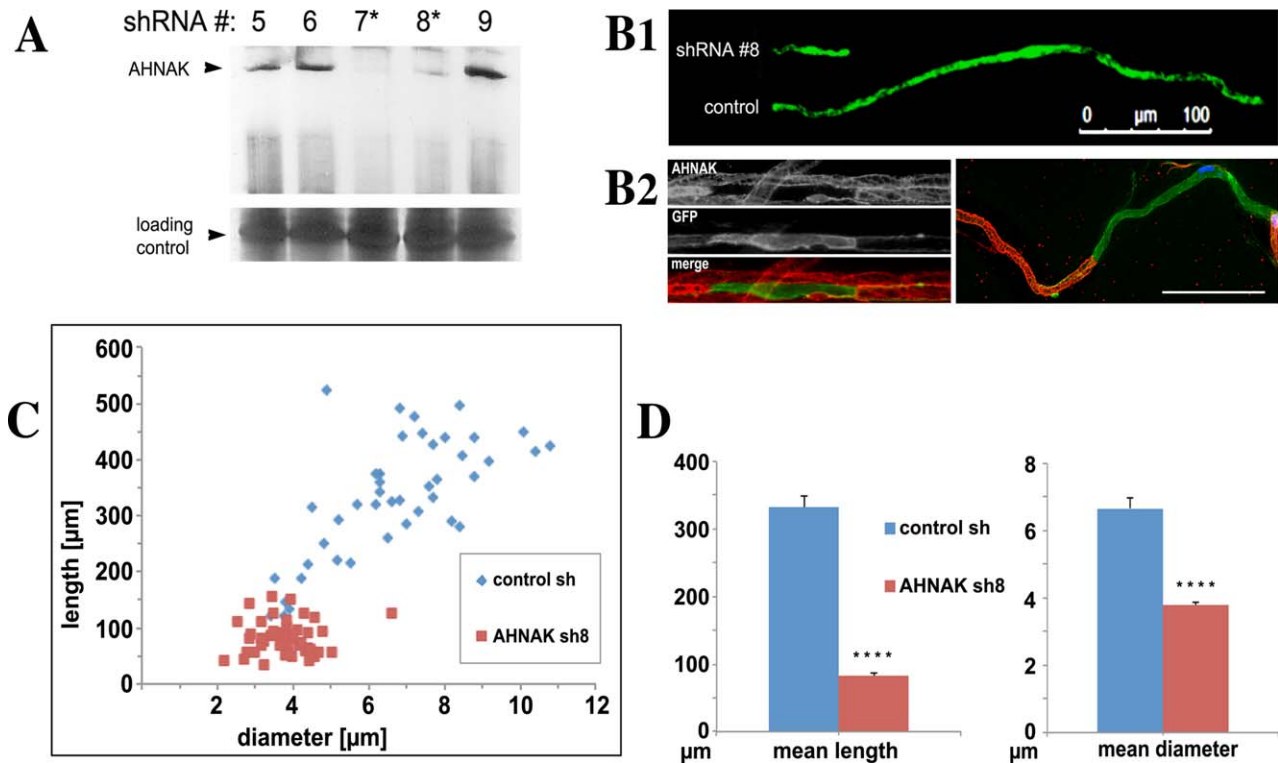 A
shRNA #: 5 6 7* 8* 9
AHNAK
loading
control
B1
shRNA #8
control
0 µm 100
B2
AHNAK
GFP
merge
C
600
500
400
300
200
100
0
length [µm]
2 4 6 8 10 12
diameter [µm]
control sh
AHNAK sh8
D
400
300
200
100
0
µm
mean length
****
control sh
AHNAK sh8
8
6
4
2
0
µm
mean diameter
****